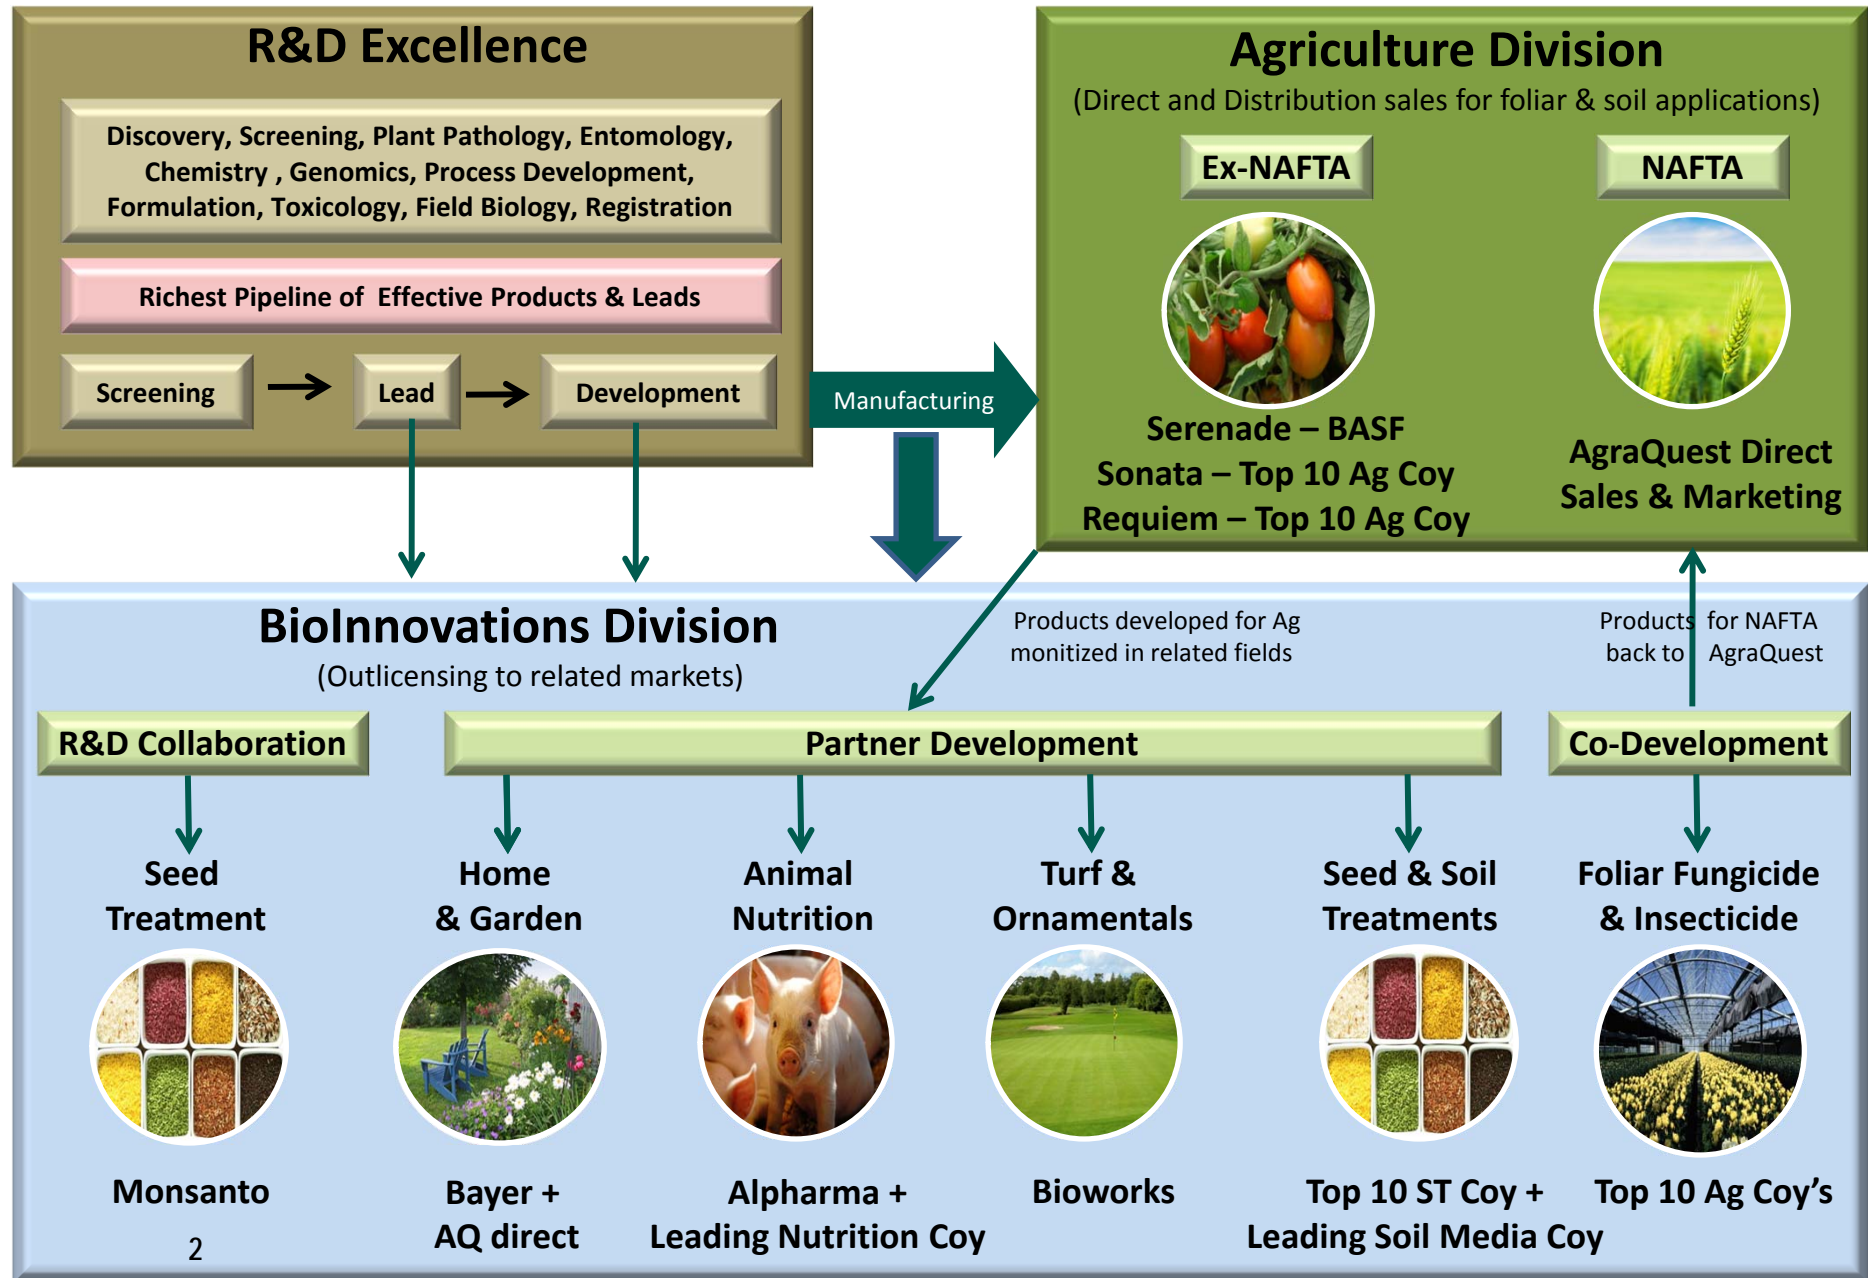 R&D Excellence
Discovery, Screening, Plant Pathology, Entomology,
Chemistry , Genomics, Process Development,
Formulation, Toxicology, Field Biology, Registration
Richest Pipeline of Effective Products & Leads
Screening
Lead
Development
Manufacturing
Agriculture Division
(Direct and Distribution sales for foliar & soil applications)
Ex-NAFTA
NAFTA
Serenade – BASF
Sonata – Top 10 Ag Coy
Requiem – Top 10 Ag Coy
AgraQuest Direct
Sales & Marketing
BioInnovations Division
(Outlicensing to related markets)
Products developed for Ag
monitized in related fields
Products for NAFTA
back to AgraQuest
R&D Collaboration
Partner Development
Co-Development
Seed
Treatment
Home
& Garden
Animal
Nutrition
Turf &
Ornamentals
Seed & Soil
Treatments
Foliar Fungicide
& Insecticide
Monsanto
Bayer +
AQ direct
Alpharma +
Leading Nutrition Coy
Bioworks
Top 10 ST Coy +
Leading Soil Media Coy
Top 10 Ag Coy’s
2